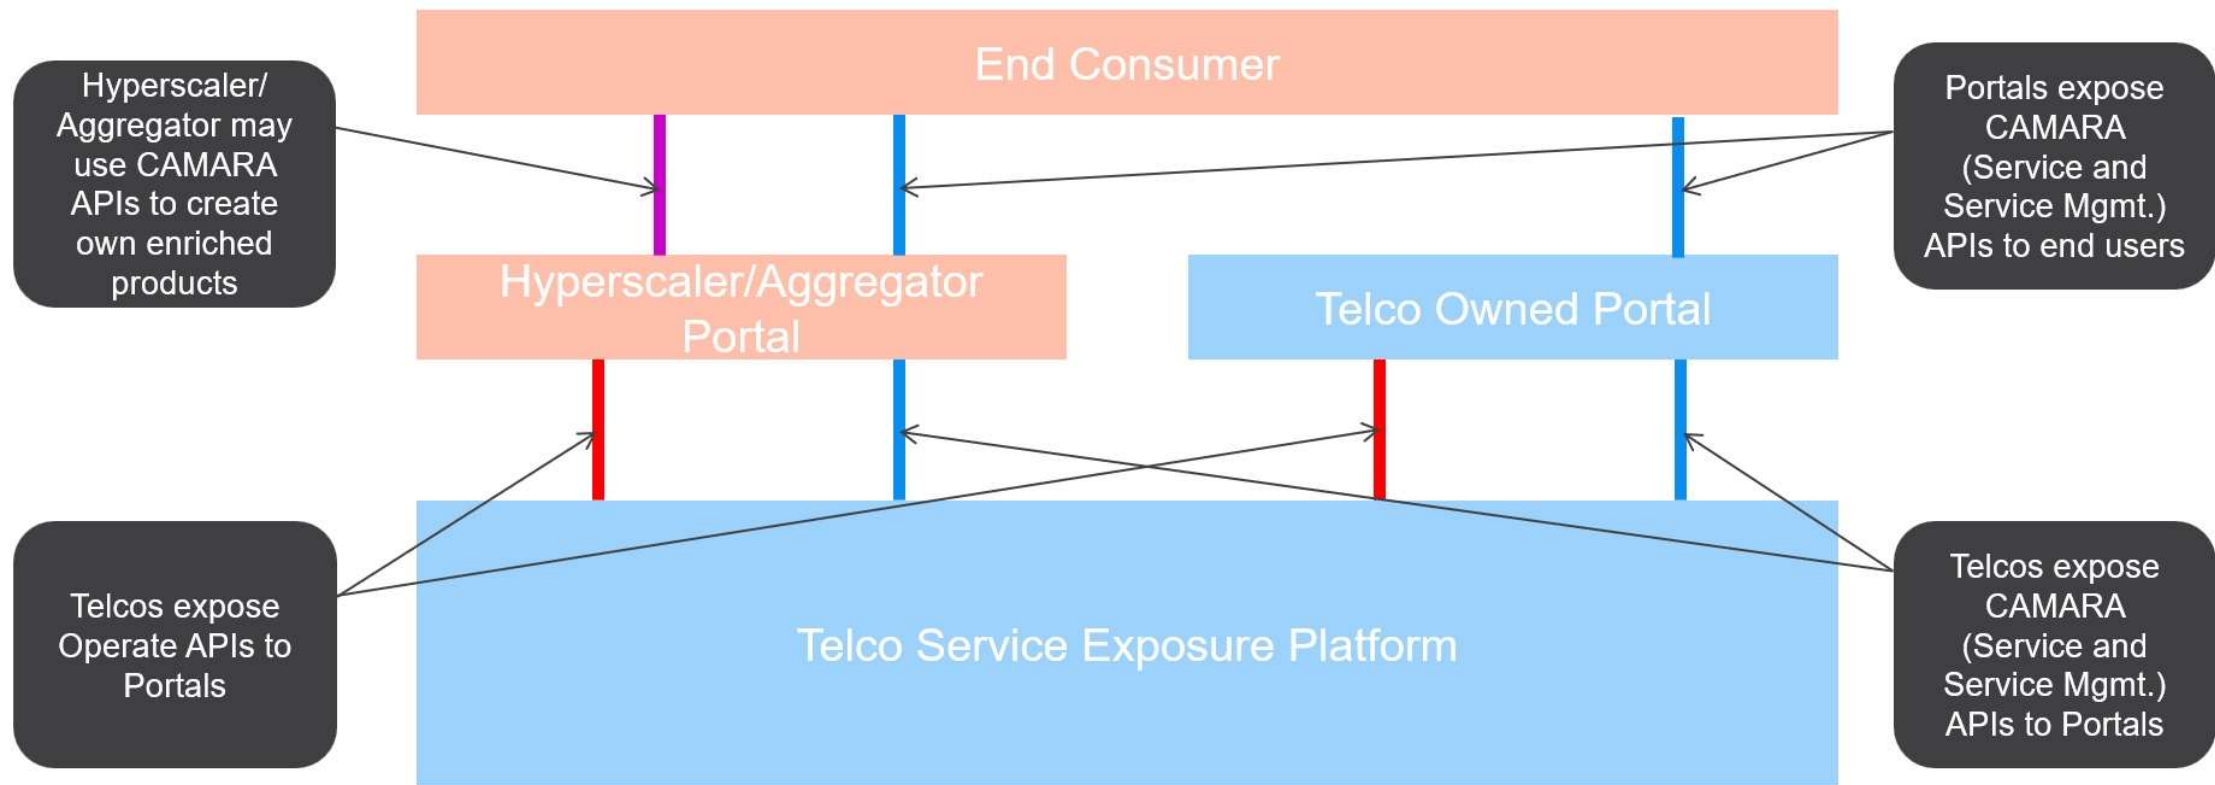 End Consumer
Hyperscaler/
Aggregator may
use CAMARA
APIs to create
own enriched
products
Portals expose
CAMARA
(Service and
Service Mgmt.)
APIs to end users
Hyperscaler/Aggregator
Portal
Telco Owned Portal
Telcos expose
Operate APIs to
Portals
Telco Service Exposure Platform
Telcos expose
CAMARA
(Service and
Service Mgmt.)
APIs to Portals